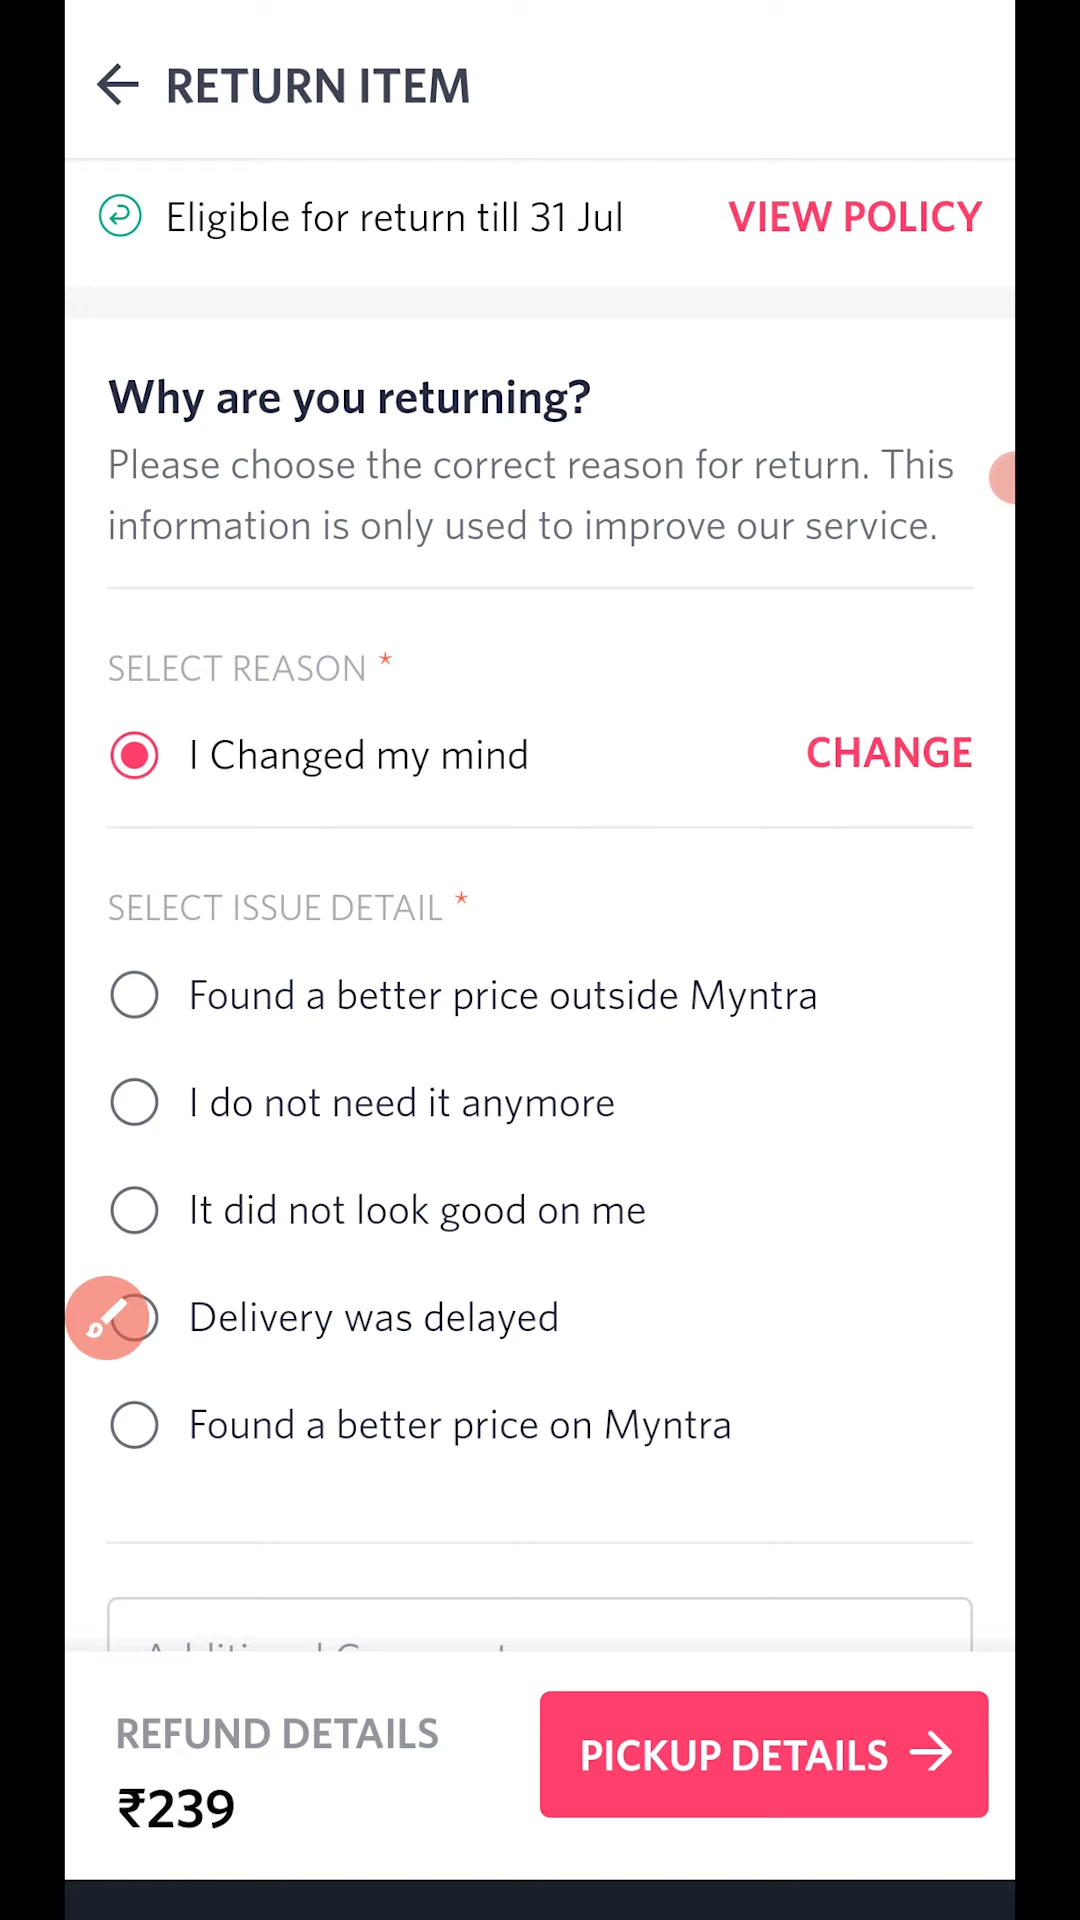 RETURN ITEM
Eligible for return till 31 Jul
VIEW POLICY
Why are you returning?
Please choose the correct reason for return. This
information is only used to improve our service.
SELECT REASON *
I Changed my mind
CHANGE
SELECT ISSUE DETAIL *
Found a better price outside Myntra
I do not need it anymore
It did not look good on me
Delivery was delayed
Found a better price on Myntra
REFUND DETAILS
₹239
PICKUP DETAILS →